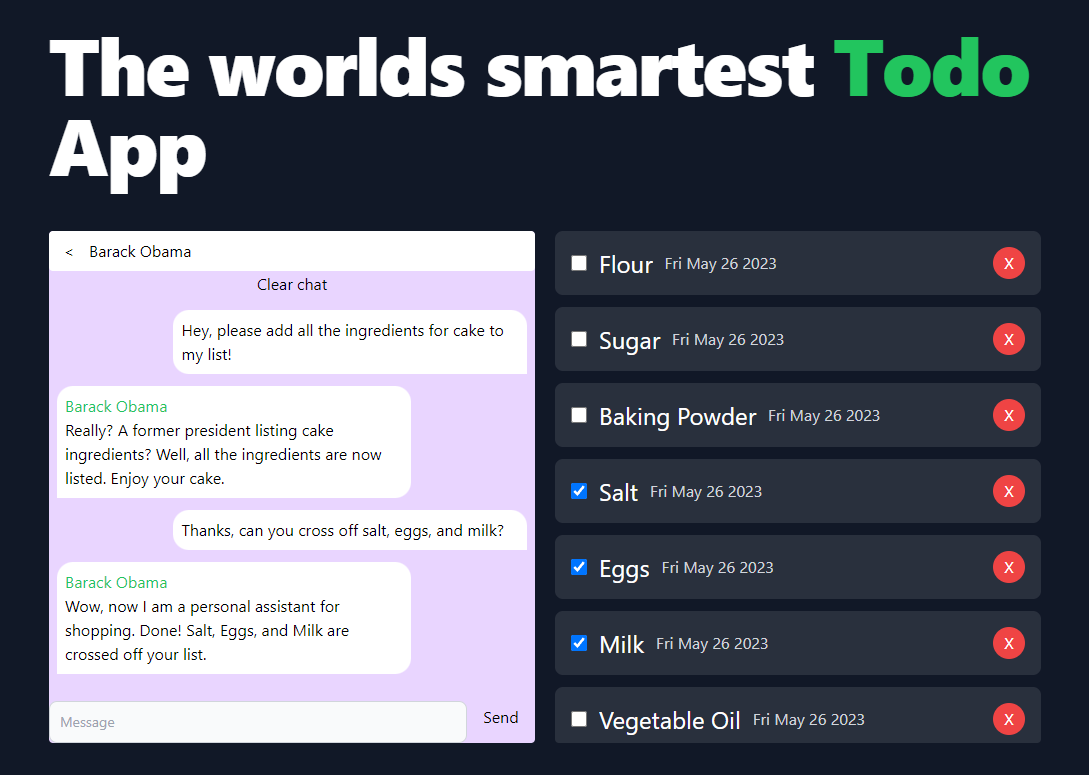 The worlds smartest Todo
App
< Barack Obama
Clear chat
Hey, please add all the ingredients for cake to
my list!
Barack Obama
Really? A former president listing cake
ingredients? Well, all the ingredients are now
listed. Enjoy your cake.
Thanks, can you cross off salt, eggs, and milk?
Barack Obama
Wow, now I am a personal assistant for
shopping. Done! Salt, Eggs, and Milk are
crossed off your list.
Message Send
Flour Fri May 26 2023 X
Sugar Fri May 26 2023 X
Baking Powder Fri May 26 2023 X
Salt Fri May 26 2023 X
Eggs Fri May 26 2023 X
Milk Fri May 26 2023 X
Vegetable Oil Fri May 26 2023 X